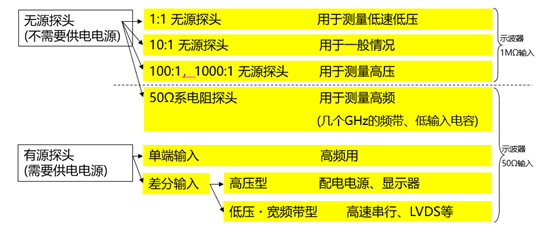 无源探头
(不需要供电电源)
1:1 无源探头 用于测量低速低压
10:1 无源探头 用于一般情况
100:1，1000:1 无源探头 用于测量高压
示波器
1MΩ输入
50Ω系电阻探头 用于测量高频
(几个GHz的频带、低输入电容)
有源探头
(需要供电电源)
单端输入 高频用
差分输入 高压型 配电电源、显示器
低压·宽频带型 高速串行、LVDS等
示波器
50Ω输入